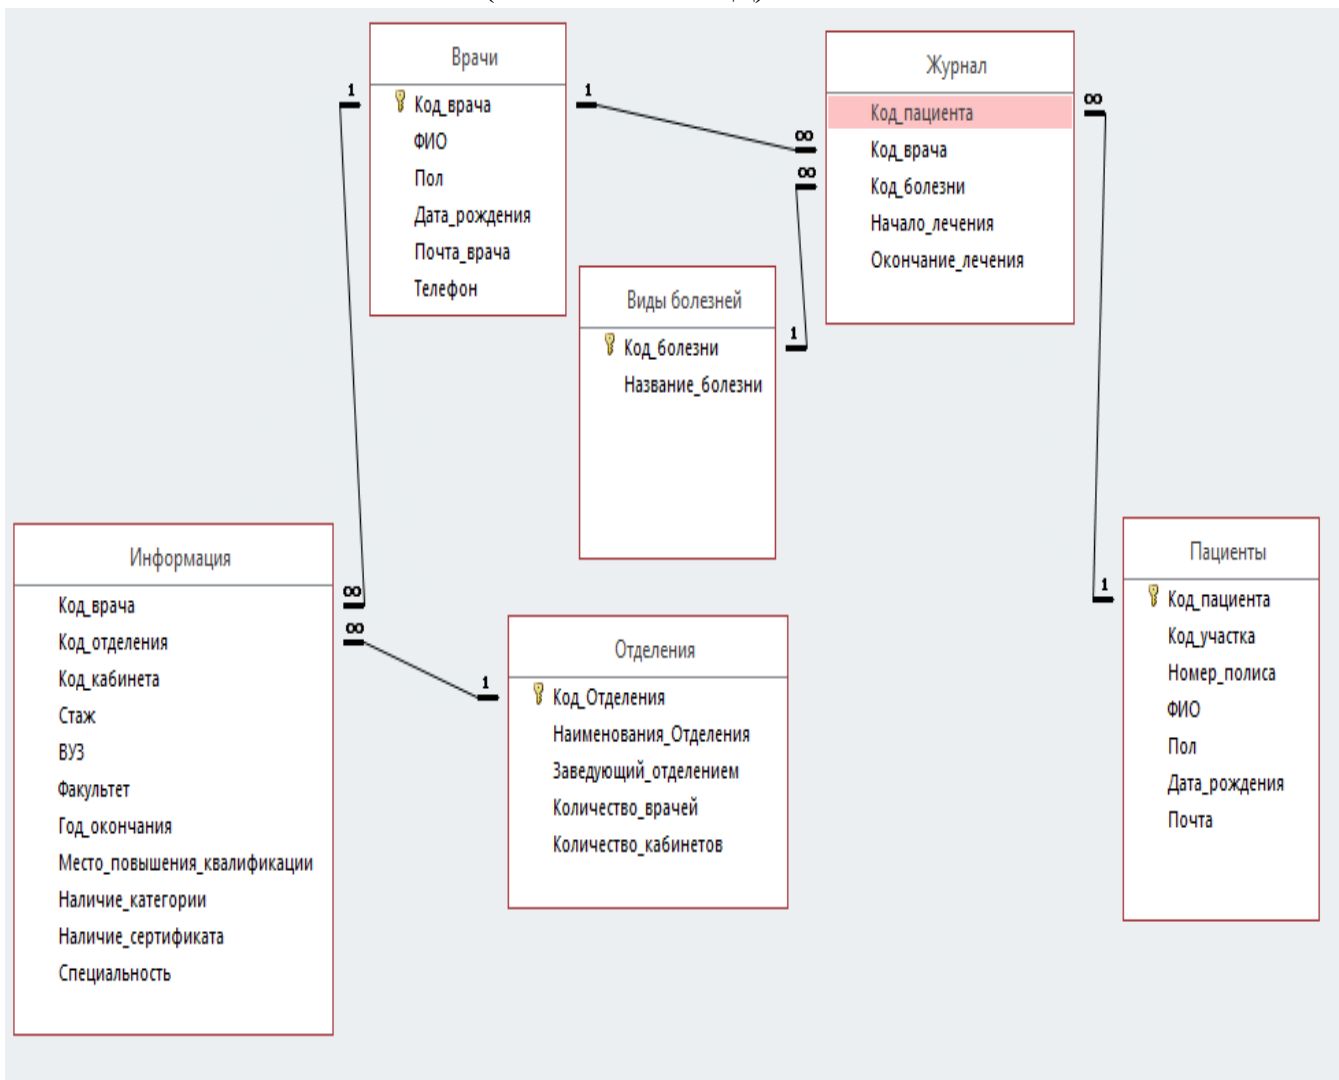 Врачи
Код_врача
ФИО
Пол
Дата_рождения
Почта_врача
Телефон
Журнал
Код_пациента
Код_врача
Код_болезни
Начало_лечения
Окончание_лечения
Виды болезней
Код_болезни
Название_болезни
Информация
Код_врача
Код_отделения
Код_кабинета
Стаж
ВУЗ
Факультет
Год_окончания
Место_повышения_квалификации
Наличие_категории
Наличие_сертификата
Специальность
Отделения
Код_Отделения
Наименования_Отделения
Заведующий_отделением
Количество_врачей
Количество_кабинетов
Пациенты
Код_пациента
Код_участка
Номер_полиса
ФИО
Пол
Дата_рождения
Почта
1
1
∞
∞
∞
1
∞
∞
1
1